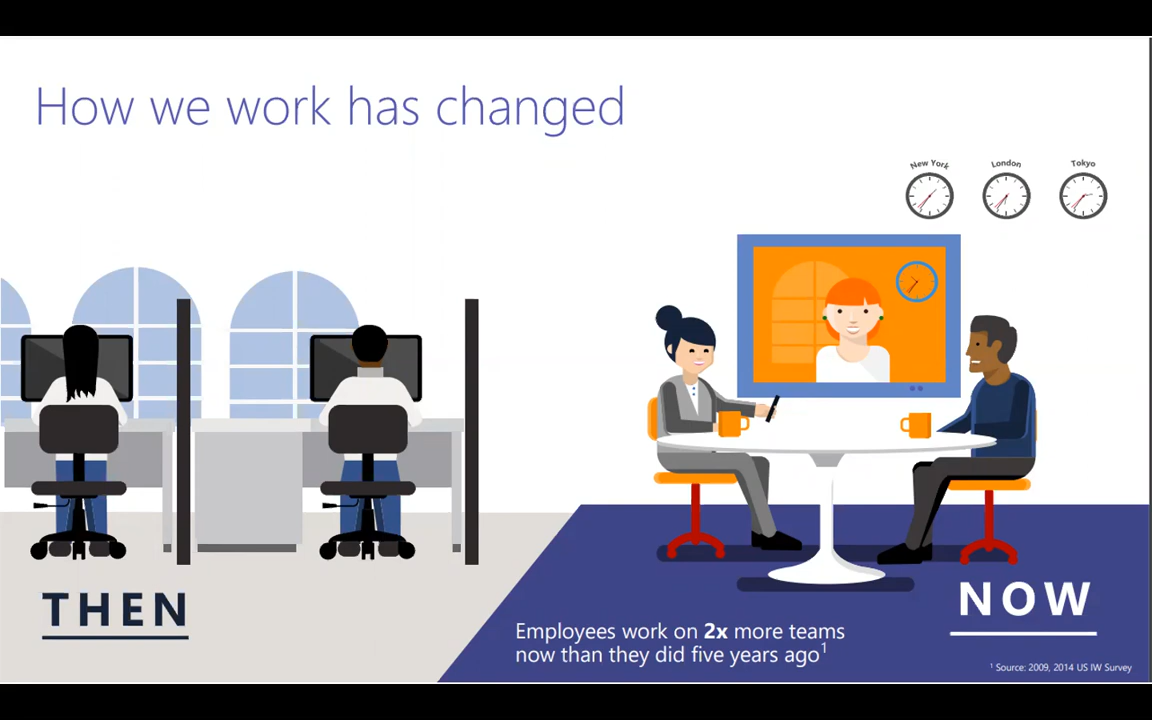 How we work has changed
New York London Tokyo
THEN
NOW
Employees work on 2x more teams
now than they did five years ago¹
¹ Source: 2009, 2014 US IW Survey